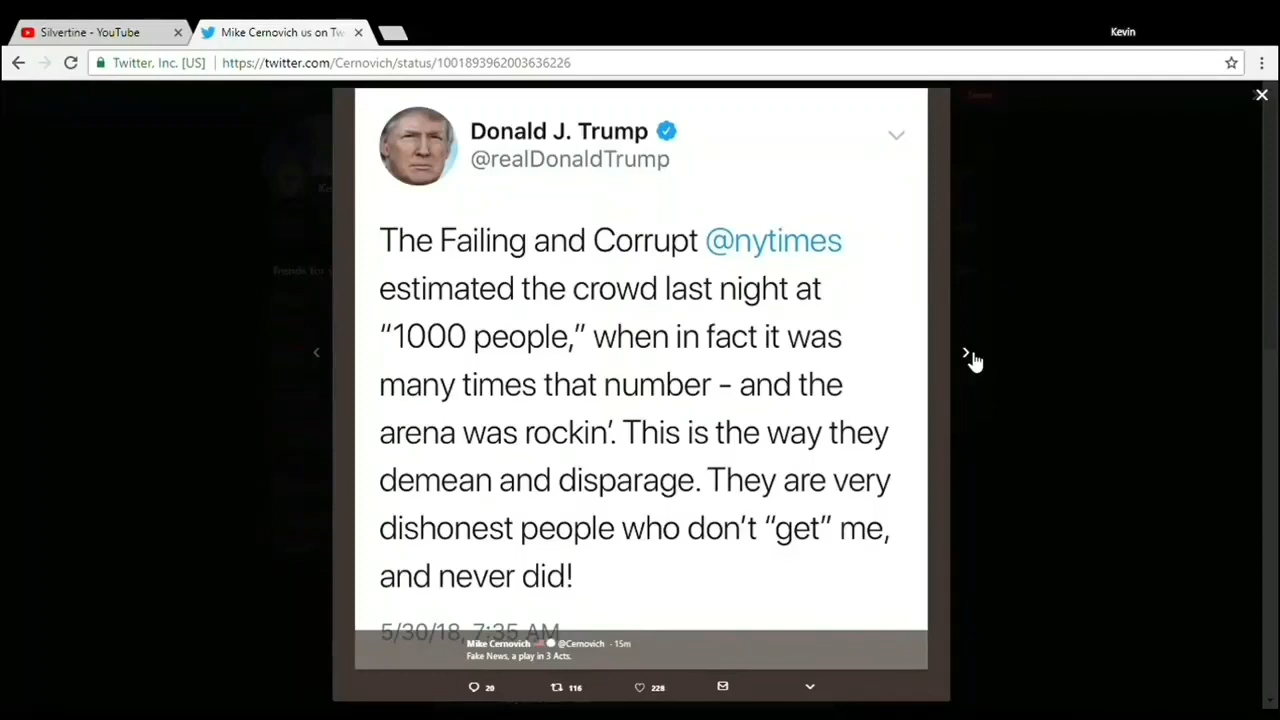 Silvertine - YouTube
Mike Cernovich us on Tw
Kevin
Twitter, Inc. [US]
https://twitter.com/Cernovich/status/1001893962003636226
Donald J. Trump
@realDonaldTrump
The Failing and Corrupt @nytimes
estimated the crowd last night at
“1000 people,” when in fact it was
many times that number - and the
arena was rockin’. This is the way they
demean and disparage. They are very
dishonest people who don’t “get” me,
and never did!
5/30/18, 7:35 AM
Mike Cernovich @Cernovich - 15m
Fake News, a play in 3 Acts.
20 116 228